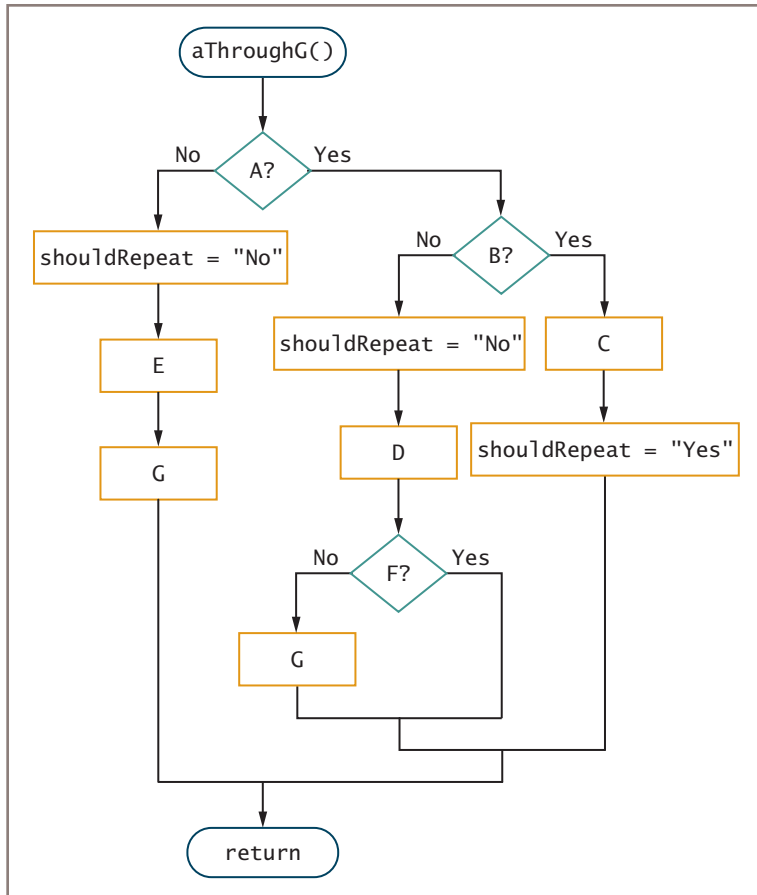 aThroughG()
No
Yes
A?
shouldRepeat = "No"
No
Yes
B?
E
shouldRepeat = "No"
C
G
D
shouldRepeat = "Yes"
No
Yes
F?
G
return